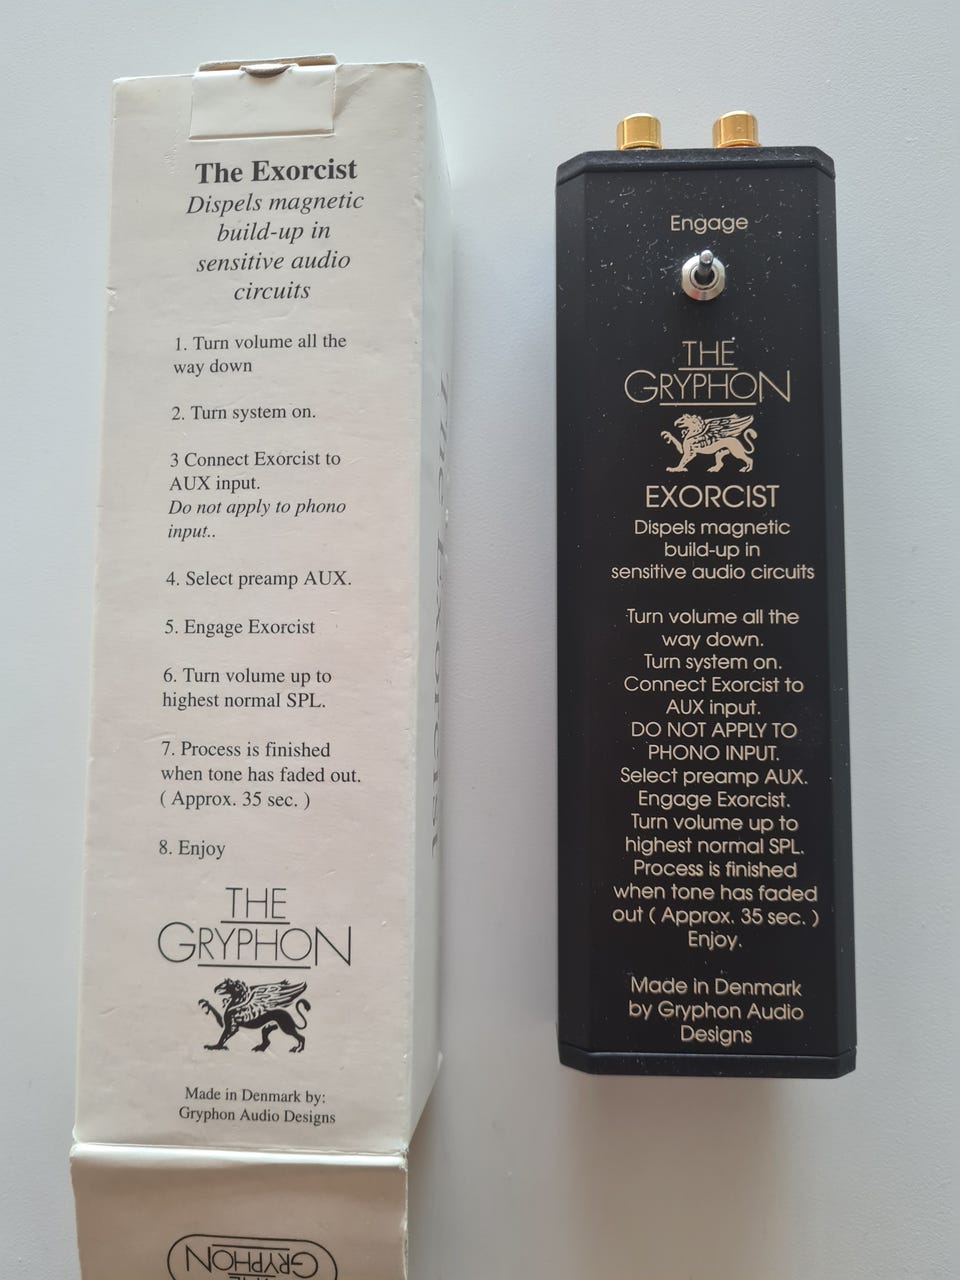 The Exorcist
Dispels magnetic
build-up in
sensitive audio
circuits
1. Turn volume all the
way down
2. Turn system on.
3 Connect Exorcist to
AUX input.
Do not apply to phono
input..
4. Select preamp AUX.
5. Engage Exorcist
6. Turn volume up to
highest normal SPL.
7. Process is finished
when tone has faded out.
( Approx. 35 sec. )
8. Enjoy
THE
GRYPHON
Made in Denmark by:
Gryphon Audio Designs
THE
GRYPHON
The Exorcist
Engage
THE
GRYPHON
EXORCIST
Dispels magnetic
build-up in
sensitive audio circuits
Turn volume all the
way down.
Turn system on.
Connect Exorcist to
AUX input.
DO NOT APPLY TO
PHONO INPUT.
Select preamp AUX.
Engage Exorcist.
Turn volume up to
highest normal SPL.
Process is finished
when tone has faded
out ( Approx. 35 sec. )
Enjoy.
Made in Denmark
by Gryphon Audio
Designs